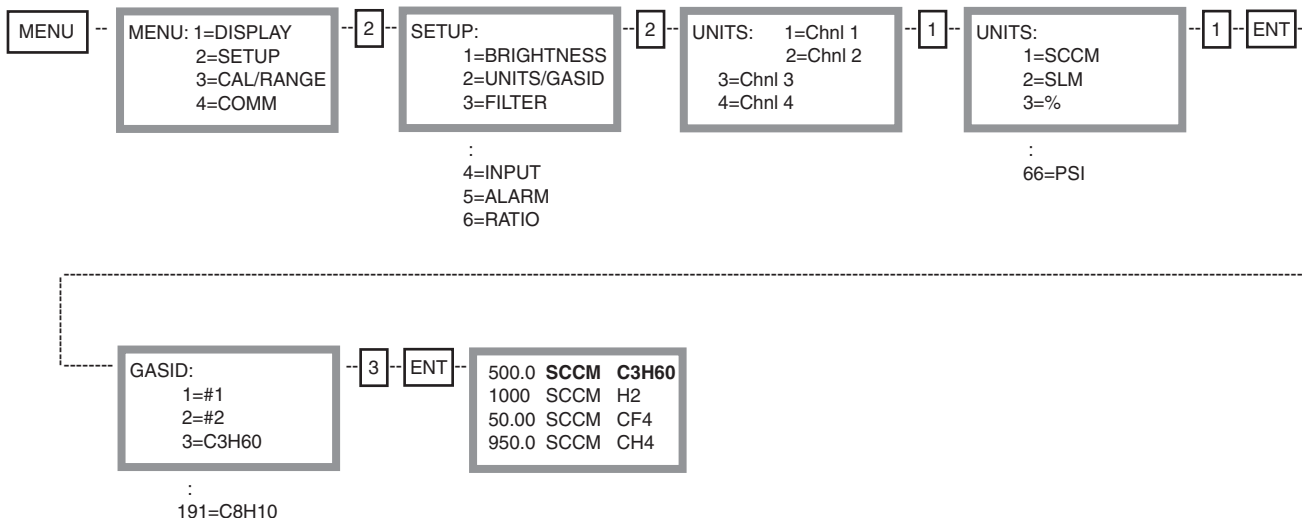 MENU
MENU: 1=DISPLAY
2=SETUP
3=CAL/RANGE
4=COMM
2
SETUP:
1=BRIGHTNESS
2=UNITS/GASID
3=FILTER
:
4=INPUT
5=ALARM
6=RATIO
2
UNITS: 1=Chnl 1
2=Chnl 2
3=Chnl 3
4=Chnl 4
1
UNITS:
1=SCCM
2=SLM
3=%
:
66=PSI
1
ENT
GASID:
1=#1
2=#2
3=C3H60
:
191=C8H10
3
ENT
500.0 SCCM C3H60
1000 SCCM H2
50.00 SCCM CF4
950.0 SCCM CH4